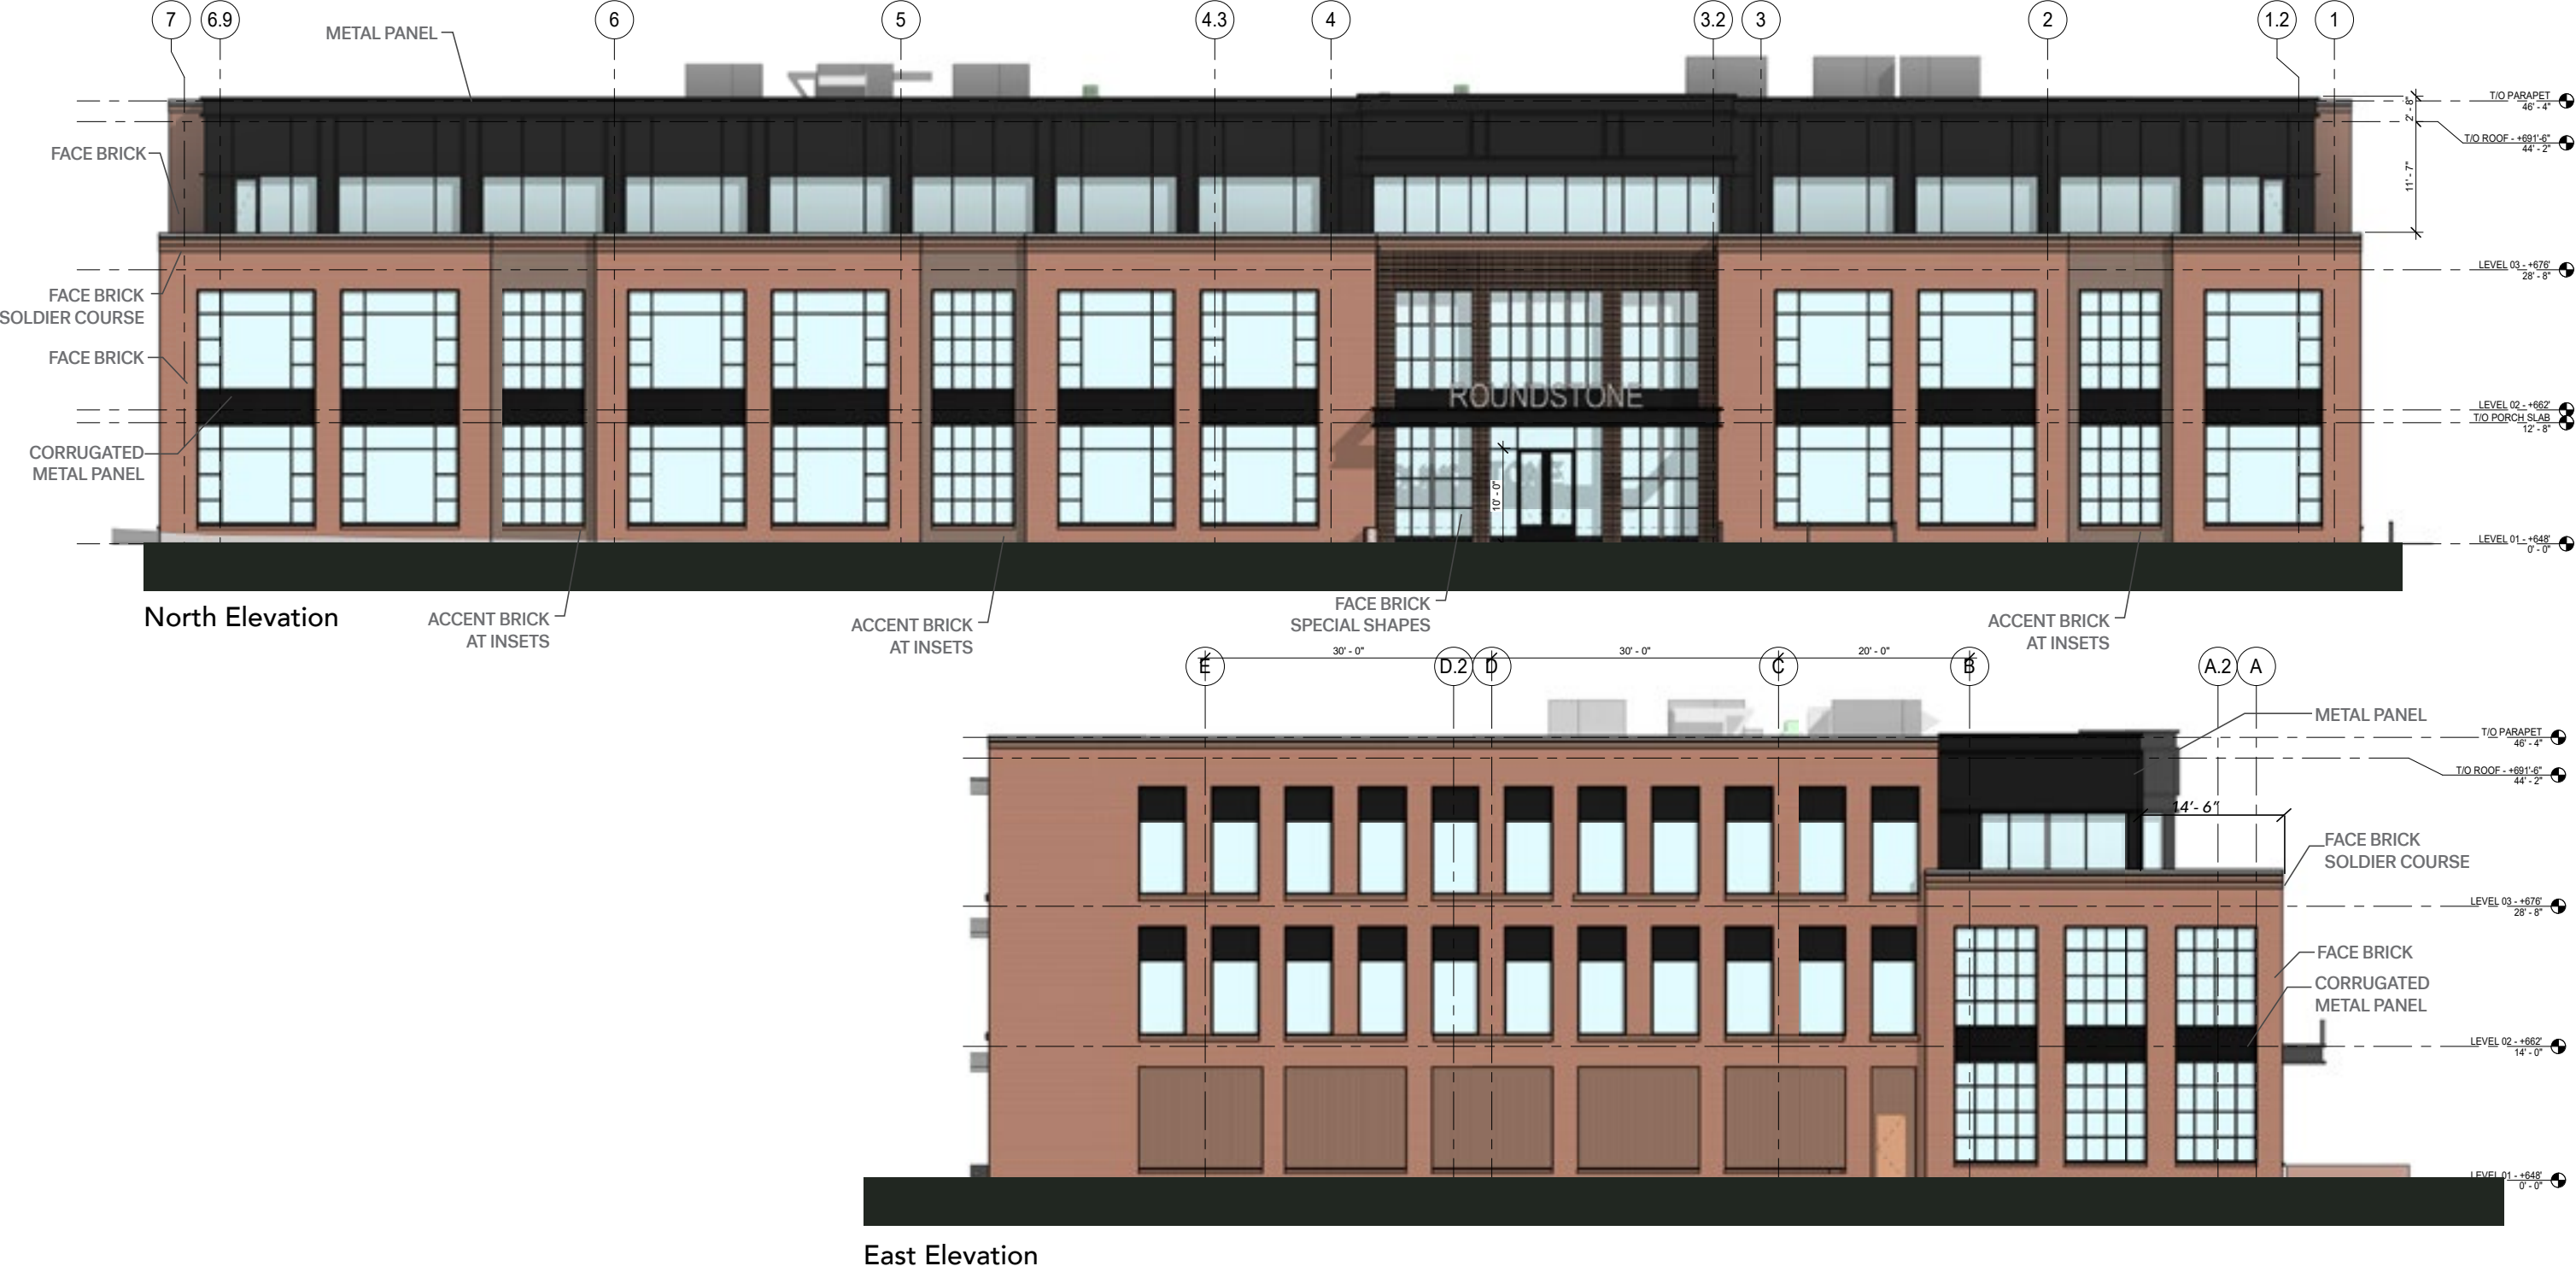 7 6.9 6 5 4.3 4 3.2 3 2 1.2 1
METAL PANEL
T/O PARAPET
46' - 4"
2' - 8"
T/O ROOF - +691'-6"
44' - 2"
FACE BRICK
11' - 7"
LEVEL 03 - +676'
28' - 8"
FACE BRICK
SOLDIER COURSE
FACE BRICK
ROUNDSTONE
LEVEL 02 - +662'
T/O PORCH SLAB
12' - 8"
CORRUGATED
METAL PANEL
10' - 0"
LEVEL 01 - +648'
0' - 0"
North Elevation
ACCENT BRICK
AT INSETS
ACCENT BRICK
AT INSETS
FACE BRICK
SPECIAL SHAPES
ACCENT BRICK
AT INSETS
30' - 0" 30' - 0" 20' - 0"
E D.2 D C B A.2 A
METAL PANEL
T/O PARAPET
46' - 4"
T/O ROOF - +691'-6"
44' - 2"
14'- 6"
FACE BRICK
SOLDIER COURSE
LEVEL 03 - +676'
28' - 8"
FACE BRICK
CORRUGATED
METAL PANEL
LEVEL 02 - +662'
14' - 0"
LEVEL 01 - +648'
0' - 0"
East Elevation